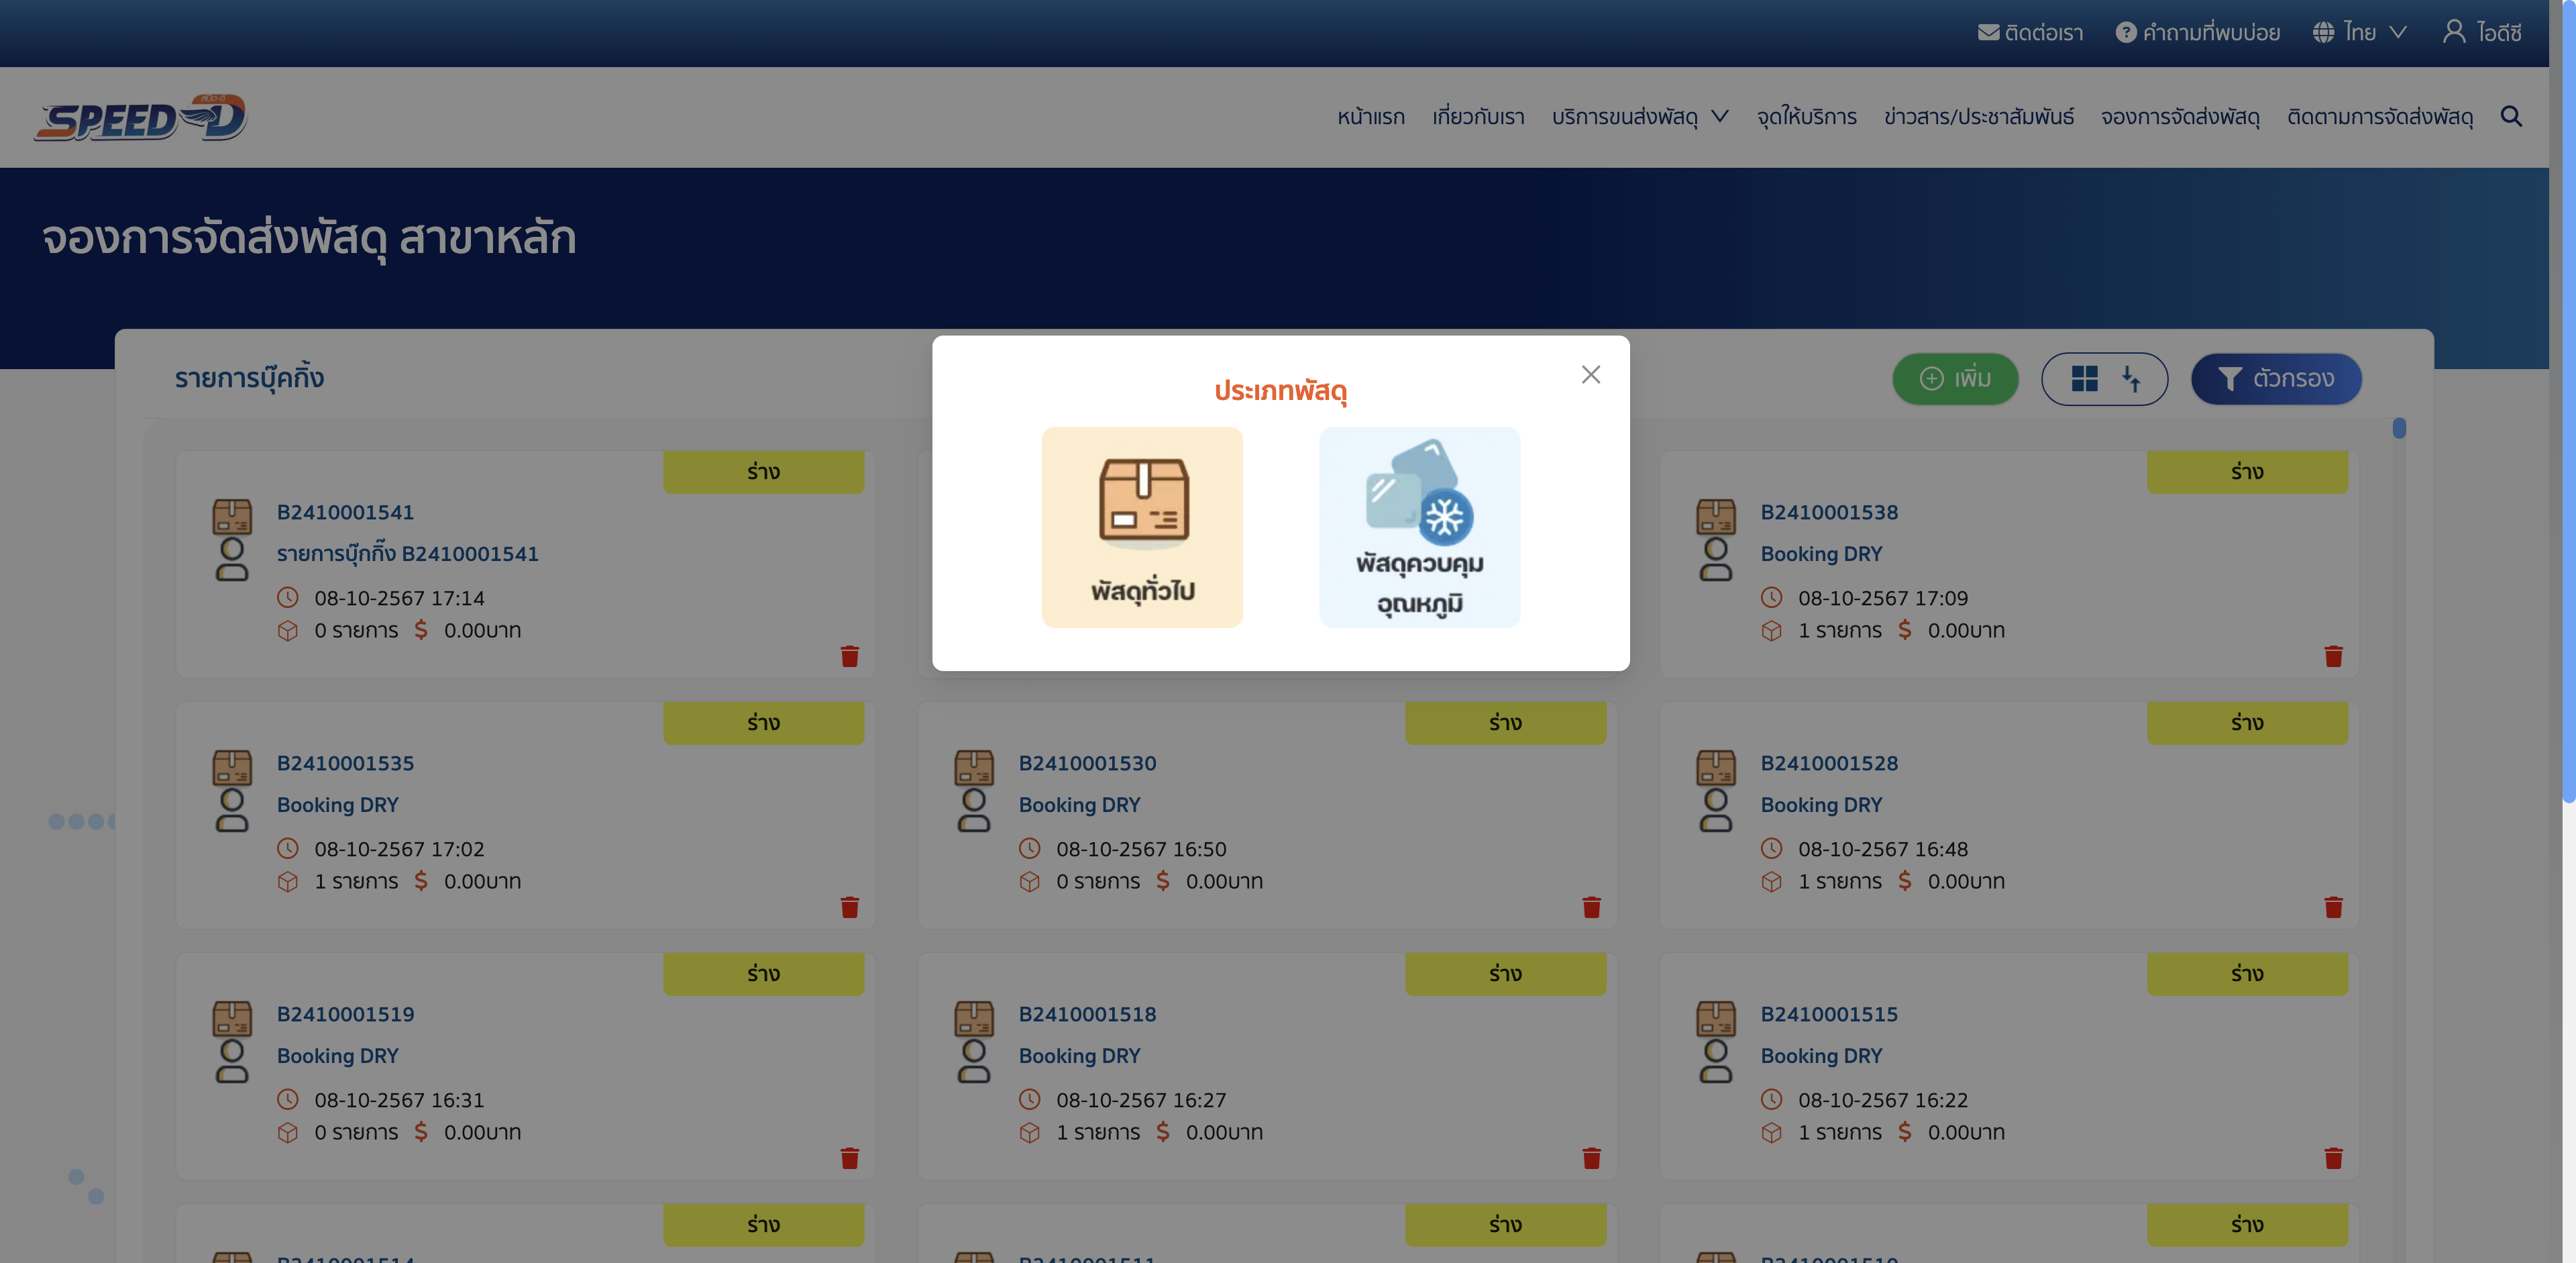 ติดต่อเรา คำถามที่พบบ่อย ไทย ไอดีซี
SPEED-D
หน้าแรก เกี่ยวกับเรา บริการขนส่งพัสดุ จุดให้บริการ ข่าวสาร/ประชาสัมพันธ์ จองการจัดส่งพัสดุ ติดตามการจัดส่งพัสดุ
จองการจัดส่งพัสดุ สาขาหลัก
รายการบุ๊คกิ้ง
เพิ่ม
ตัวกรอง
ประเภทพัสดุ
พัสดุทั่วไป
พัสดุควบคุม
อุณหภูมิ
ร่าง
B2410001541
รายการบุ๊กกิ๊ง B2410001541
08-10-2567 17:14
0 รายการ $ 0.00บาท
ร่าง
B2410001538
Booking DRY
08-10-2567 17:09
1 รายการ $ 0.00บาท
ร่าง
B2410001535
Booking DRY
08-10-2567 17:02
1 รายการ $ 0.00บาท
ร่าง
B2410001530
Booking DRY
08-10-2567 16:50
0 รายการ $ 0.00บาท
ร่าง
B2410001528
Booking DRY
08-10-2567 16:48
1 รายการ $ 0.00บาท
ร่าง
B2410001519
Booking DRY
08-10-2567 16:31
0 รายการ $ 0.00บาท
ร่าง
B2410001518
Booking DRY
08-10-2567 16:27
1 รายการ $ 0.00บาท
ร่าง
B2410001515
Booking DRY
08-10-2567 16:22
1 รายการ $ 0.00บาท
ร่าง
ร่าง
ร่าง